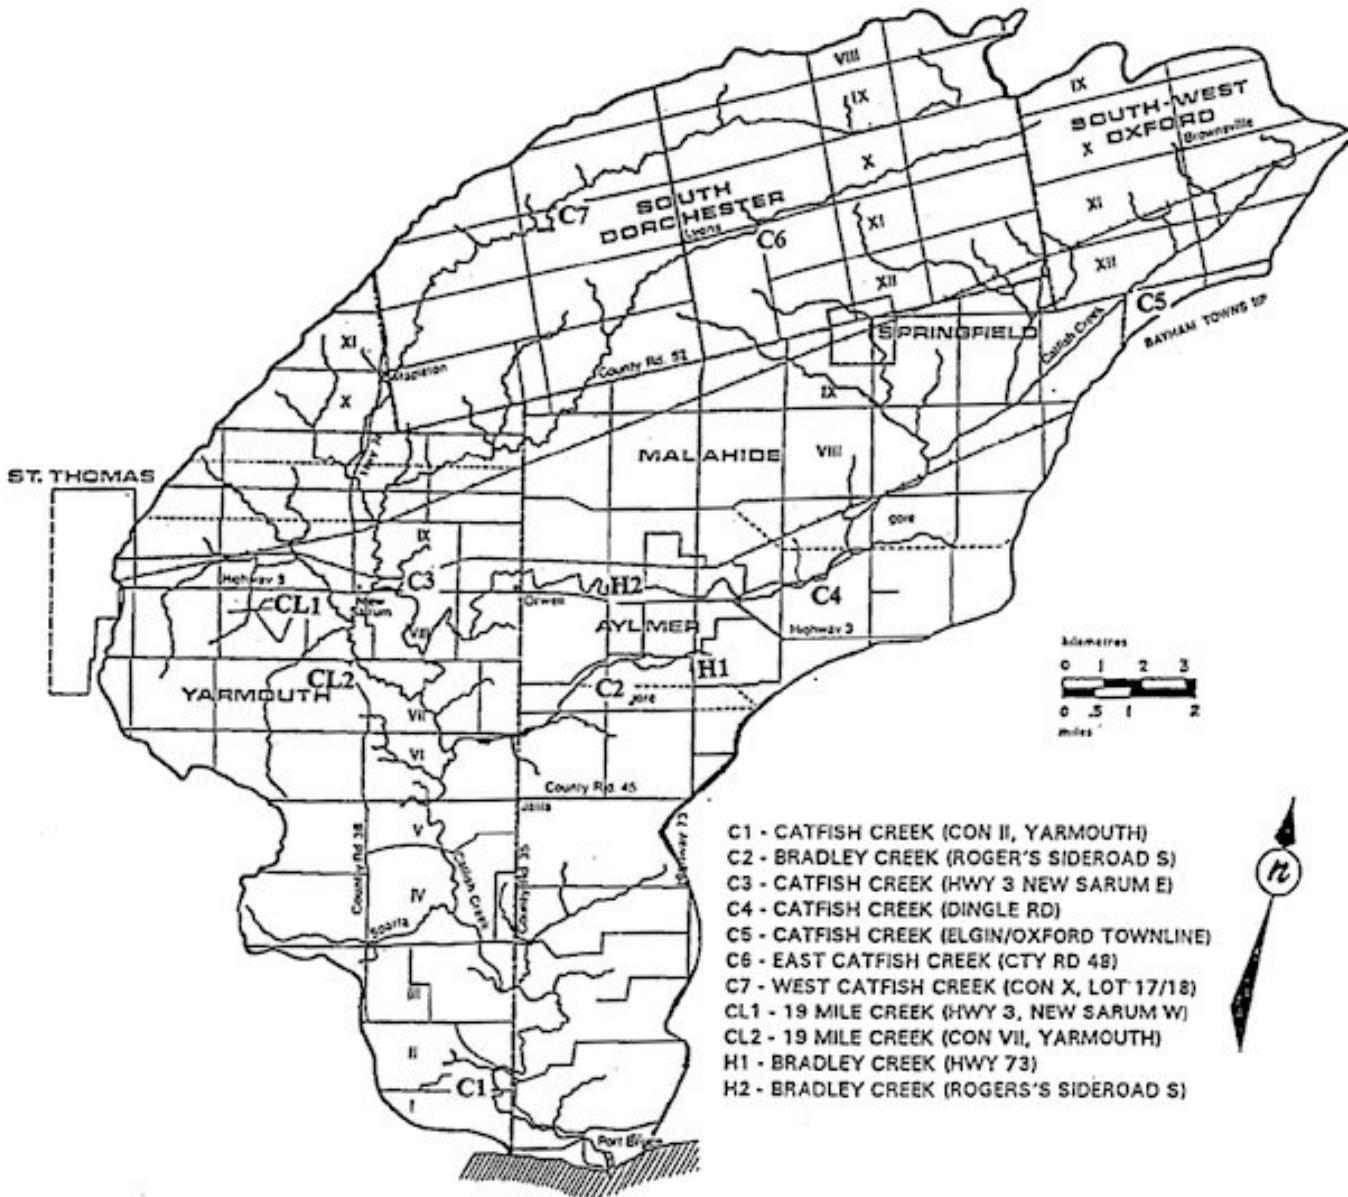 VIII
IX
IX
SOUTH-WEST
OXFORD
X
Brownsville
X
SOUTH
DORCHESTER
Lyons
C7
C6
XI
XI
XII
XII
C5
BAYHAM TOWNSHIP
SPRINGFIELD
Catfish Creek
XI
Mapleton
County Rd. 52
X
IX
ST. THOMAS
MALAHIDE
VIII
IX
gore
Highway 3
C3
H2
CL1
New
Sarum
Orwell
C4
VIII
AYLMER
Highway 3
H1
CL2
C2
YARMOUTH
gore
VII
kilometres
0 1 2 3
0 .5 1 2
miles
VI
County Rd. 45
Jaffa
V
County Rd 36
Catfish Creek
County Rd 35
Highway 73
IV
Sparta
III
II
C1
I
Port Bruce
C1 - CATFISH CREEK (CON II, YARMOUTH)
C2 - BRADLEY CREEK (ROGER'S SIDEROAD S)
C3 - CATFISH CREEK (HWY 3 NEW SARUM E)
C4 - CATFISH CREEK (DINGLE RD)
C5 - CATFISH CREEK (ELGIN/OXFORD TOWNLINE)
C6 - EAST CATFISH CREEK (CTY RD 48)
C7 - WEST CATFISH CREEK (CON X, LOT 17/18)
CL1 - 19 MILE CREEK (HWY 3, NEW SARUM W)
CL2 - 19 MILE CREEK (CON VII, YARMOUTH)
H1 - BRADLEY CREEK (HWY 73)
H2 - BRADLEY CREEK (ROGERS'S SIDEROAD S)
n